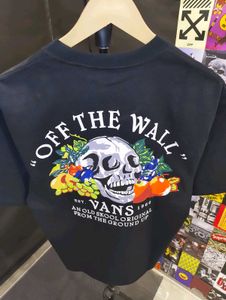 "OFF THE WALL"
EST 1966
VANS
AN OLD SKOOL ORIGINAL
FROM THE GROUND UP